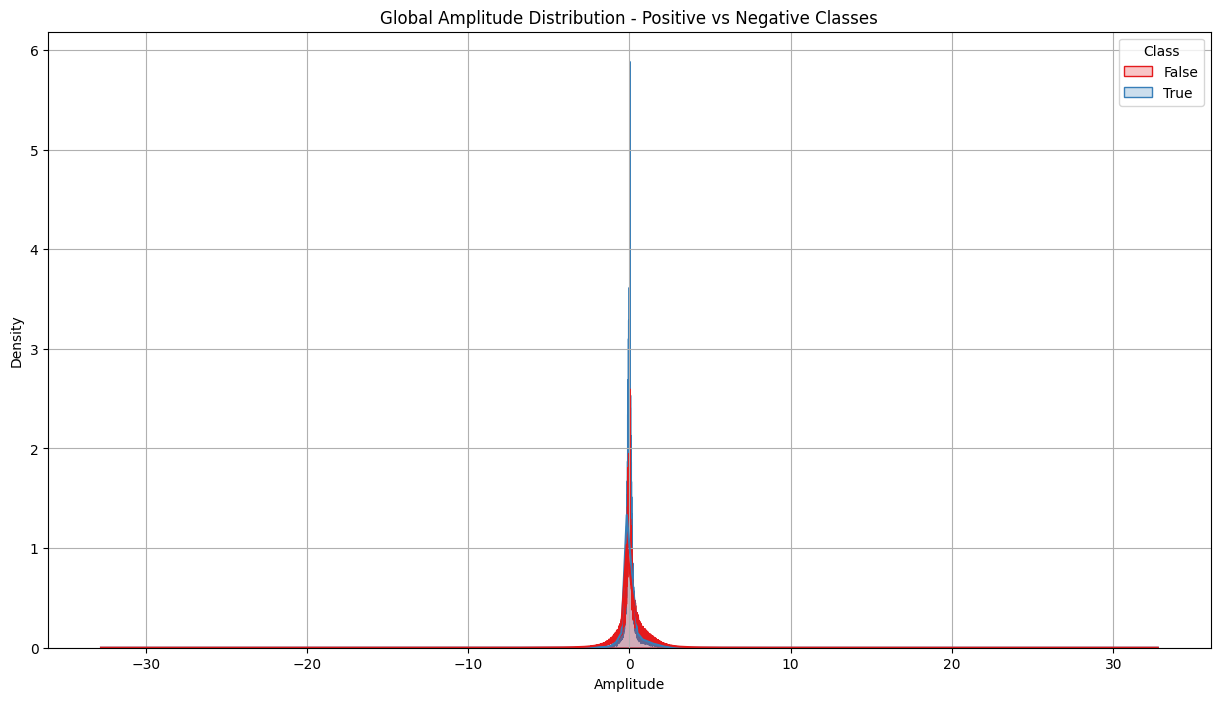 Global Amplitude Distribution - Positive vs Negative Classes
Class
False
True
Density
6
5
4
3
2
1
0
−30
−20
−10
0
10
20
30
Amplitude